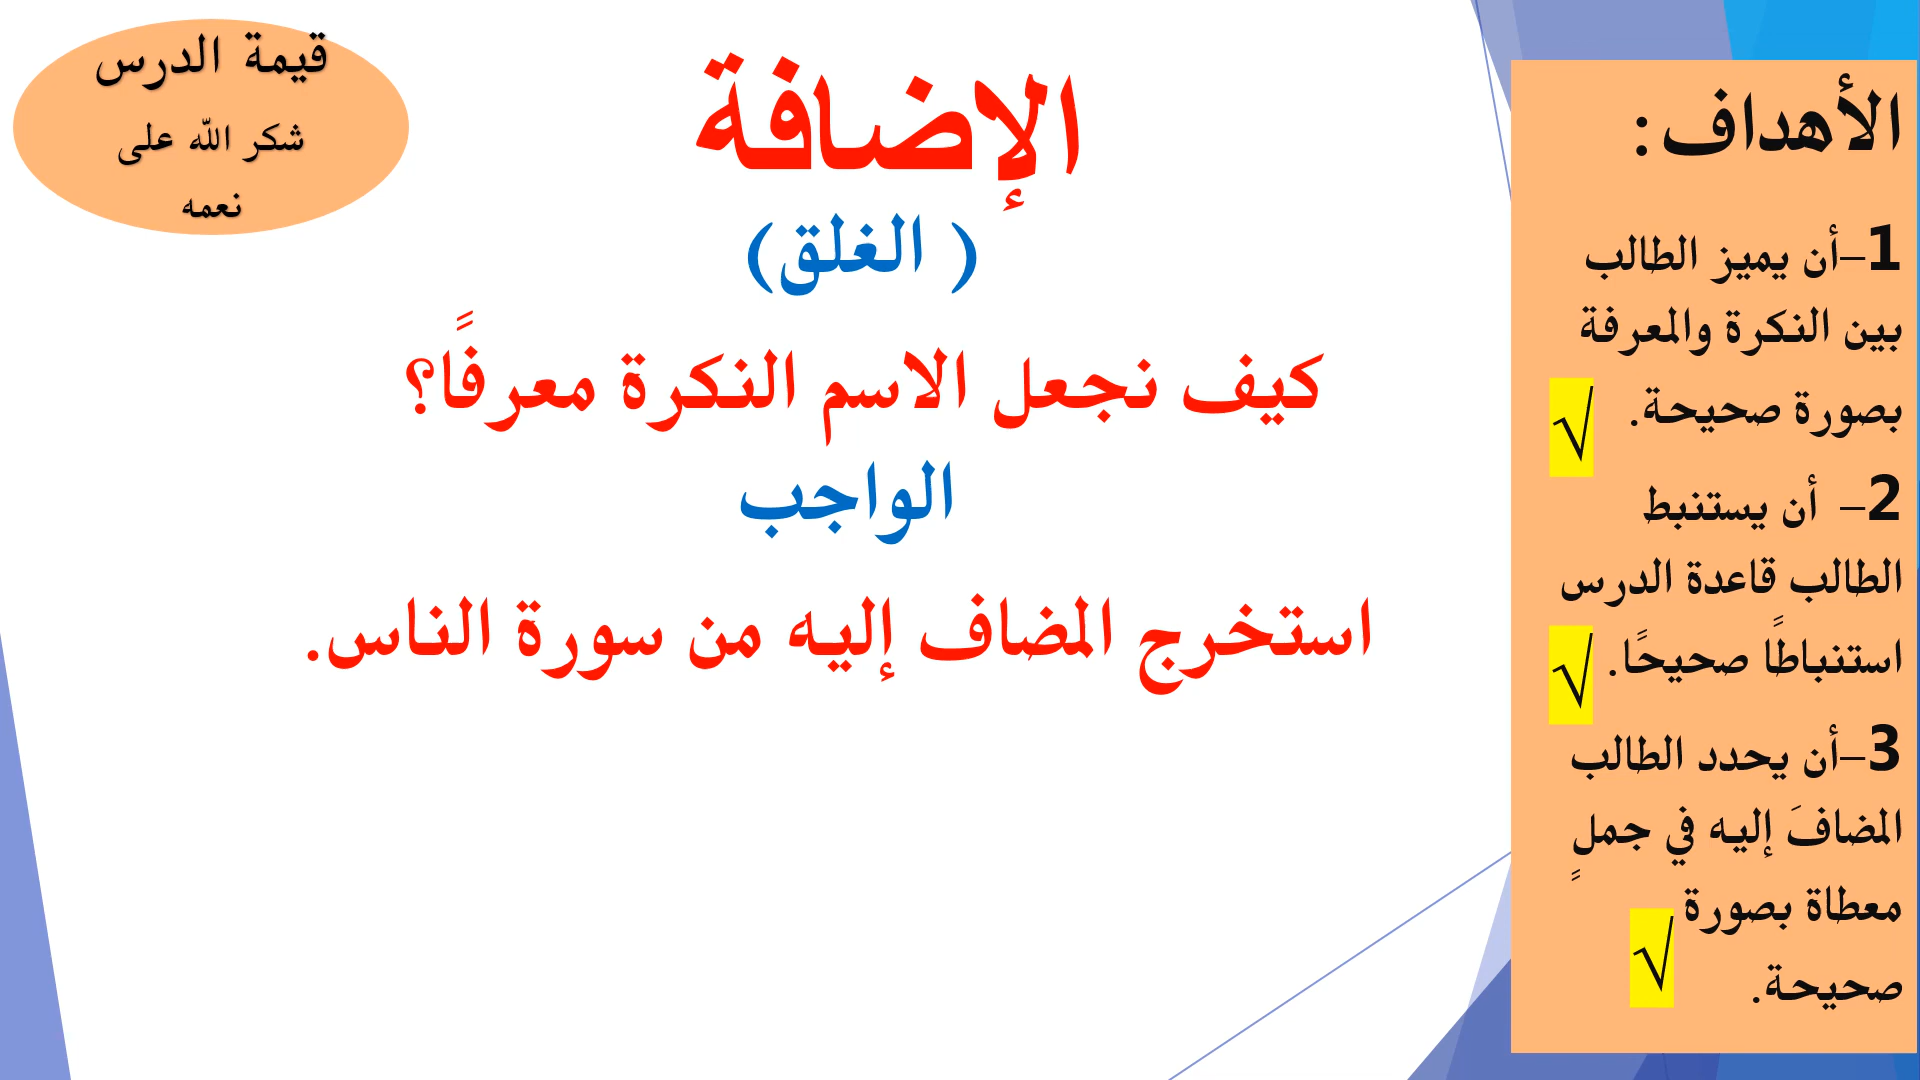 قيمة الدرس
شكر الله على
نعمه
الإضافة
( الغلق)
كيف نجعل الاسم النكرة معرفًا؟
الواجب
استخرج المضاف إليه من سورة الناس.
الأهداف:
1–أن يميز الطالب
بين النكرة والمعرفة
بصورة صحيحة. √
2– أن يستنبط
الطالب قاعدة الدرس
استنباطًا صحيحًا. √
3–أن يحدد الطالب
المضافَ إليه في جملٍ
معطاة بصورة
صحيحة. √